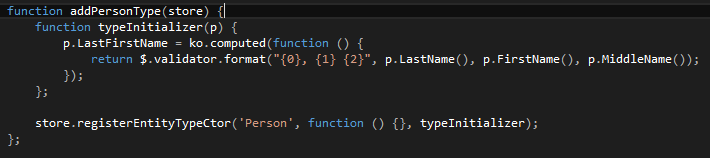 function addPersonType(store) {
    function typeInitializer(p) {
        p.LastFirstName = ko.computed(function () {
            return $.validator.format("{0}, {1} {2}", p.LastName(), p.FirstName(), p.MiddleName());
        });
    };
    store.registerEntityTypeCtor('Person', function () {}, typeInitializer);
};